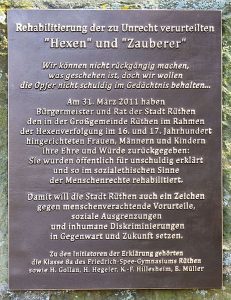 Rehabilitierung der zu Unrecht verurteilten
"Hexen" und "Zauberer"
Wir können nicht rückgängig machen,
was geschehen ist, doch wir wollen
die Opfer nicht schuldig im Gedächtnis behalten...
Am 31. März 2011 haben
Bürgermeister und Rat der Stadt Rüthen
den in der Großgemeinde Rüthen im Rahmen
der Hexenverfolgung im 16. und 17. Jahrhundert
hingerichteten Frauen, Männern und Kindern
ihre Ehre und Würde zurückgegeben:
Sie wurden öffentlich für unschuldig erklärt
und so im sozialethischen Sinne
der Menschenrechte rehabilitiert.
Damit will die Stadt Rüthen auch ein Zeichen
gegen menschenverachtende Vorurteile,
soziale Ausgrenzungen
und inhumane Diskriminierungen
in Gegenwart und Zukunft setzen.
Zu den Initiatoren der Erklärung gehörten
die Klasse 8a des Friedrich-Spee-Gymnasiums Rüthen
sowie H. Gollan, H. Hegeler, K.-F. Hillesheim, B. Müller